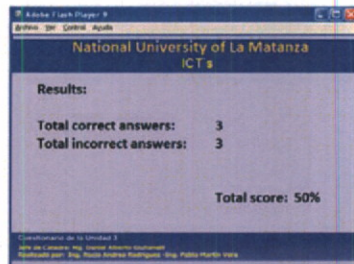 Adobe Flash Player 9
Archivo Ver Control Ayuda
National University of La Matanza
ICT's
Results:
Total correct answers: 3
Total incorrect answers: 3
Total score: 50%
Cuestionario de la Unidad 3
Jefe de Cátedra: Mg. Daniel Alberto
Realizado por: Ing. Rocío Andrea Rodríguez -Ing. Pablo Martín Vera